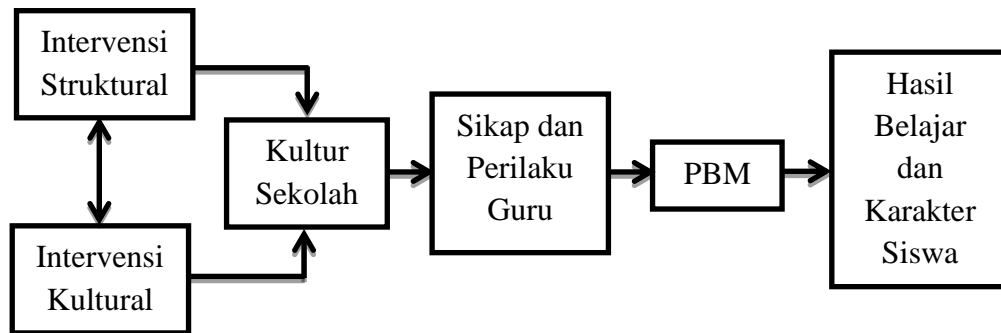 Intervensi
Struktural
Intervensi
Kultural
Kultur
Sekolah
Sikap dan
Perilaku
Guru
PBM
Hasil
Belajar
dan
Karakter
Siswa